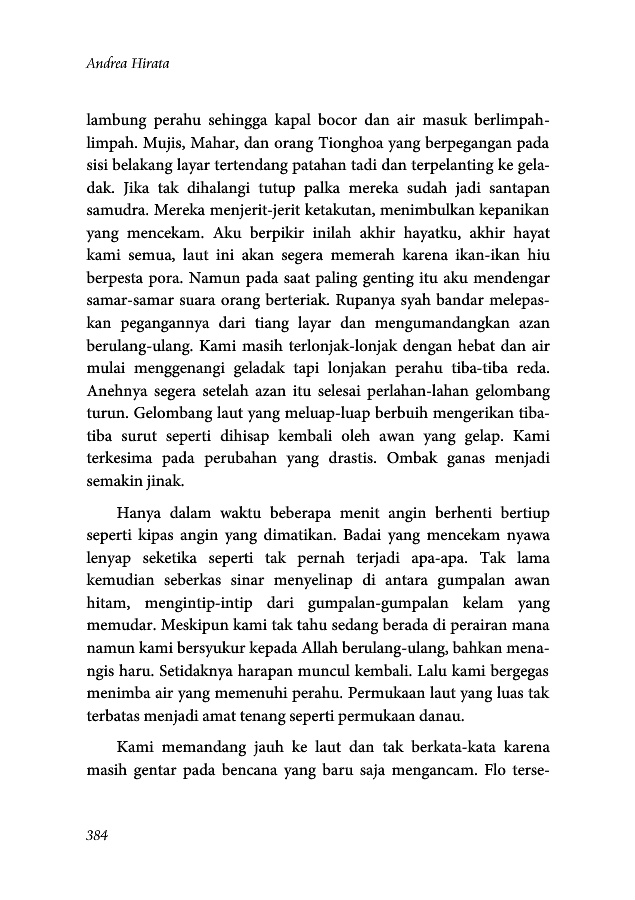 Andrea Hirata
lambung perahu sehingga kapal bocor dan air masuk berlimpah-
limpah. Mujis, Mahar, dan orang Tionghoa yang berpegangan pada
sisi belakang layar tertendang patahan tadi dan terpelanting ke gela-
dak. Jika tak dihalangi tutup palka mereka sudah jadi santapan
samudra. Mereka menjerit-jerit ketakutan, menimbulkan kepanikan
yang mencekam. Aku berpikir inilah akhir hayatku, akhir hayat
kami semua, laut ini akan segera memerah karena ikan-ikan hiu
berpesta pora. Namun pada saat paling genting itu aku mendengar
samar-samar suara orang berteriak. Rupanya syah bandar melepas-
kan pegangannya dari tiang layar dan mengumandangkan azan
berulang-ulang. Kami masih terlonjak-lonjak dengan hebat dan air
mulai menggenangi geladak tapi lonjakan perahu tiba-tiba reda.
Anehnya segera setelah azan itu selesai perlahan-lahan gelombang
turun. Gelombang laut yang meluap-luap berbuih mengerikan tiba-
tiba surut seperti dihisap kembali oleh awan yang gelap. Kami
terkesima pada perubahan yang drastis. Ombak ganas menjadi
semakin jinak.
Hanya dalam waktu beberapa menit angin berhenti bertiup
seperti kipas angin yang dimatikan. Badai yang mencekam nyawa
lenyap seketika seperti tak pernah terjadi apa-apa. Tak lama
kemudian seberkas sinar menyelinap di antara gumpalan awan
hitam, mengintip-intip dari gumpalan-gumpalan kelam yang
memudar. Meskipun kami tak tahu sedang berada di perairan mana
namun kami bersyukur kepada Allah berulang-ulang, bahkan mena-
ngis haru. Setidaknya harapan muncul kembali. Lalu kami bergegas
menimba air yang memenuhi perahu. Permukaan laut yang luas tak
terbatas menjadi amat tenang seperti permukaan danau.
Kami memandang jauh ke laut dan tak berkata-kata karena
masih gentar pada bencana yang baru saja mengancam. Flo terse-
384